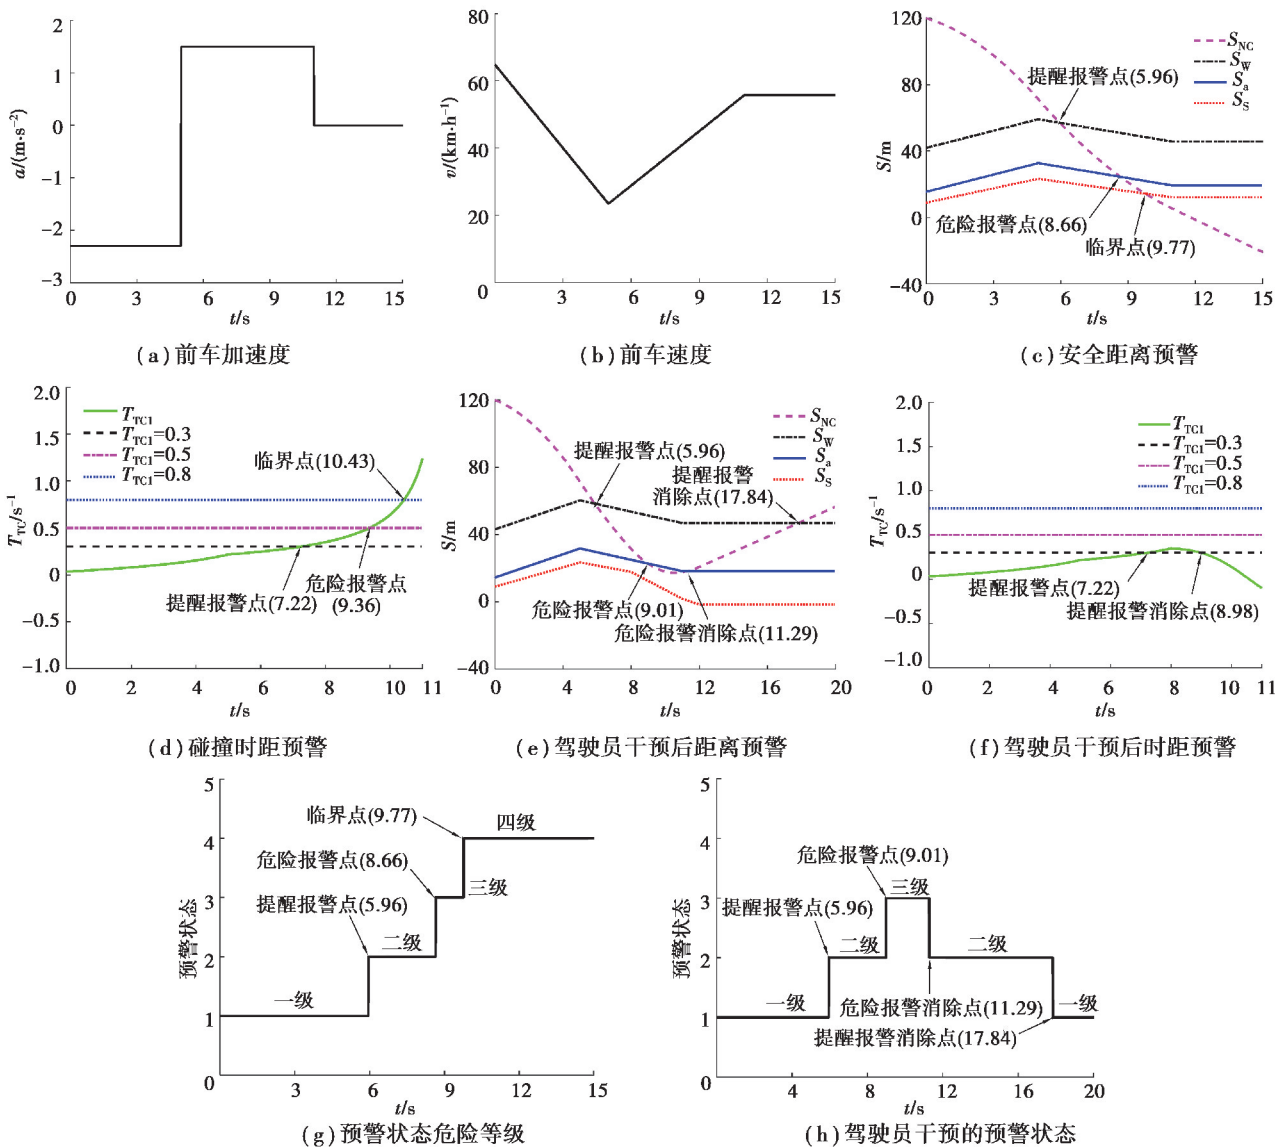 2
1
0
−1
−2
−3
a/(m·s⁻²)
0 3 6 9 12 15
t/s
(a)前车加速度
80
60
40
20
0
v/(km·h⁻¹)
0 3 6 9 12 15
t/s
(b)前车速度
120
80
40
0
−40
S/m
S_NC
S_W
S_a
S_S
提醒报警点(5.96)
危险报警点(8.66)
临界点(9.77)
0 3 6 9 12 15
t/s
(c)安全距离预警
2.0
1.5
1.0
0.5
0
−0.5
−1.0
T_TC/s⁻¹
T_TC1
T_TC1=0.3
T_TC1=0.5
T_TC1=0.8
临界点(10.43)
提醒报警点(7.22)
危险报警点
(9.36)
0 2 4 6 8 10 11
t/s
(d)碰撞时距预警
120
80
40
0
−40
S/m
S_NC
S_W
S_a
S_S
提醒报警点(5.96)
提醒报警
消除点(17.84)
危险报警点(9.01)
危险报警消除点(11.29)
0 4 8 12 16 20
t/s
(e)驾驶员干预后距离预警
2.0
1.5
1.0
0.5
0
−0.5
−1.0
T_TC/s⁻¹
T_TC1
T_TC1=0.3
T_TC1=0.5
T_TC1=0.8
提醒报警点(7.22)
提醒报警消除点(8.98)
0 2 4 6 8 10 11
t/s
(f)驾驶员干预后时距预警
5
4
3
2
1
0
预警状态
临界点(9.77)
四级
危险报警点(8.66)
三级
提醒报警点(5.96)
二级
一级
3 6 9 12 15
t/s
(g)预警状态危险等级
5
4
3
2
1
0
预警状态
危险报警点(9.01)
三级
提醒报警点(5.96)
二级
二级
一级
危险报警消除点(11.29)
一级
提醒报警消除点(17.84)
4 8 12 16 20
t/s
(h)驾驶员干预的预警状态